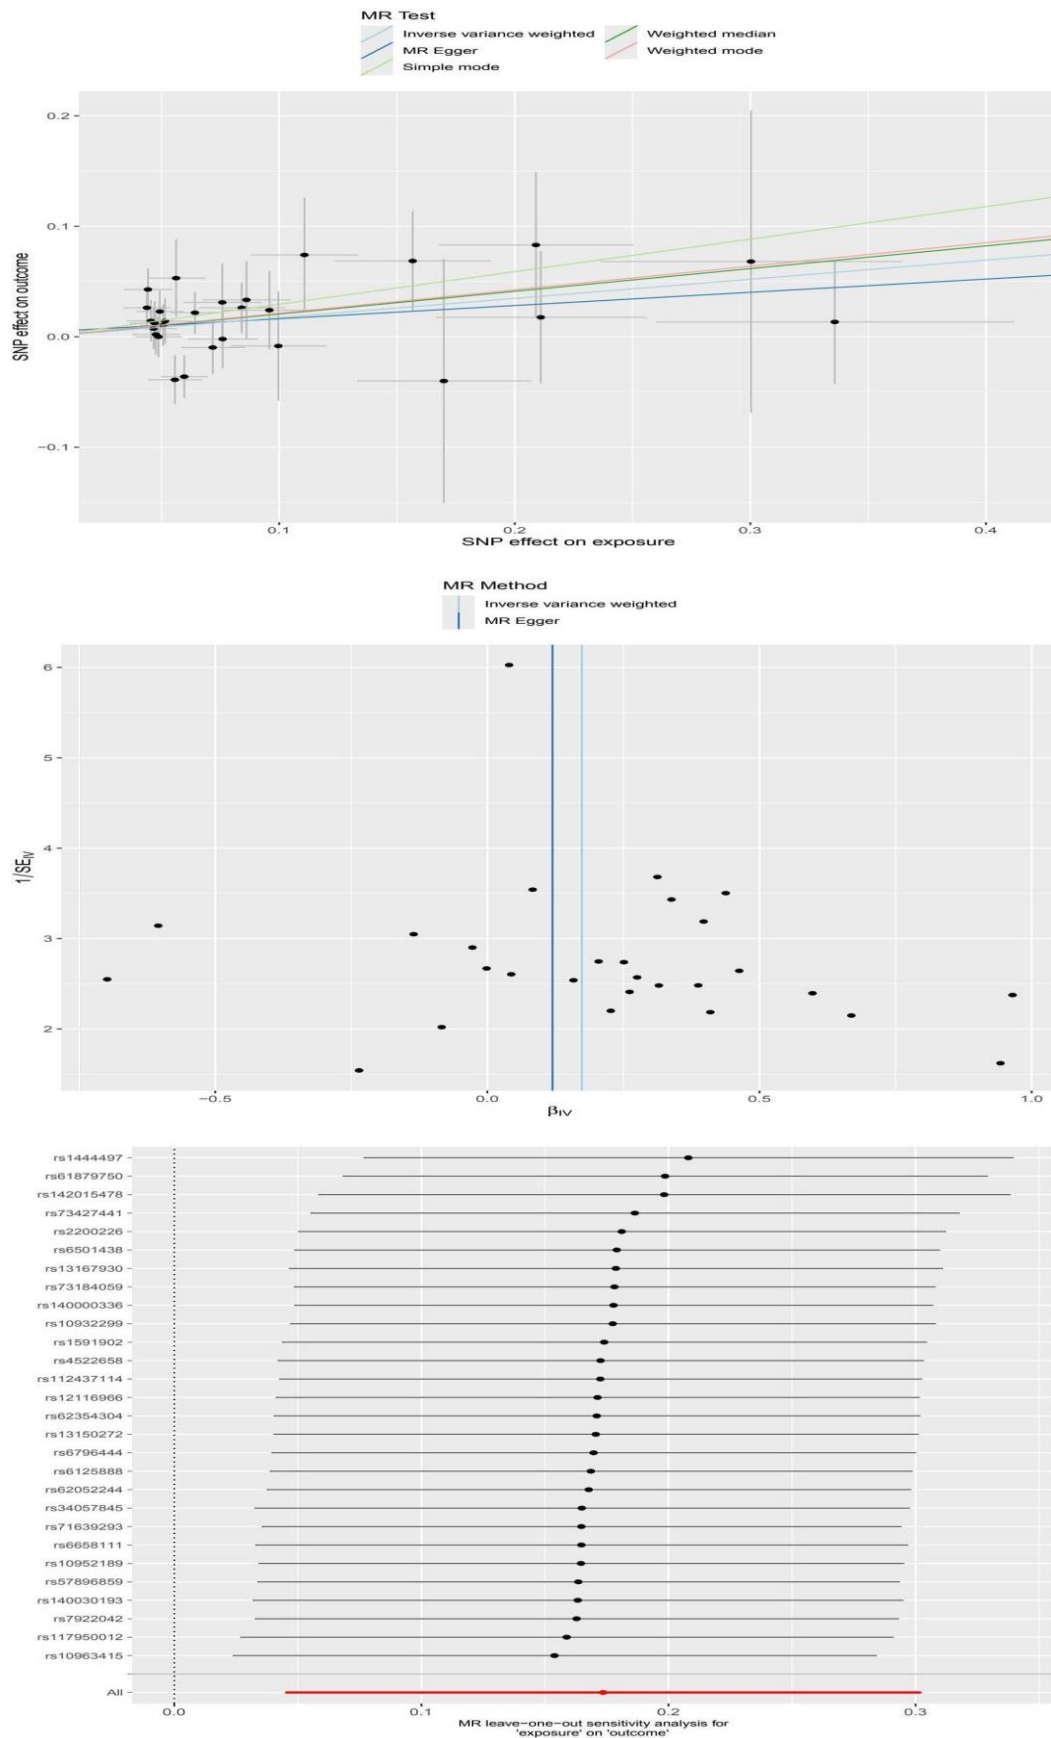 MR Test
Inverse variance weighted
Weighted median
MR Egger
Weighted mode
Simple mode
0.2
0.1
0.0
−0.1
SNP effect on outcome
0.1
0.2
0.3
0.4
SNP effect on exposure
MR Method
Inverse variance weighted
MR Egger
6
5
4
3
2
1/SEIV
−0.5
0.0
0.5
1.0
βIV
rs1444497
rs61879750
rs142015478
rs73427441
rs2200226
rs6501438
rs13167930
rs73184059
rs140000336
rs10932299
rs1591902
rs4522658
rs112437114
rs12116966
rs62354304
rs13150272
rs6796444
rs6125888
rs62052244
rs34057845
rs71639293
rs6658111
rs10952189
rs57896859
rs140030193
rs7922042
rs117950012
rs10963415
All
0.0
0.1
0.2
0.3
MR leave−one−out sensitivity analysis for
'exposure' on 'outcome'